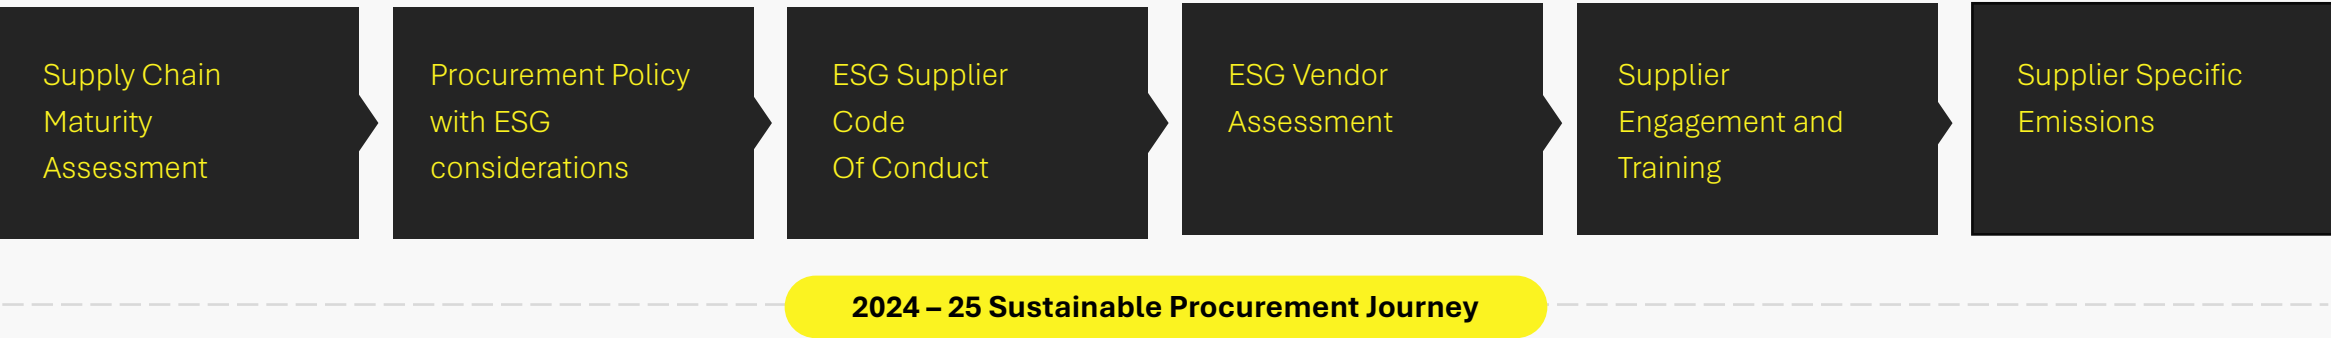 Supply Chain
Maturity
Assessment
Procurement Policy
with ESG
considerations
ESG Supplier
Code
Of Conduct
ESG Vendor
Assessment
Supplier
Engagement and
Training
Supplier Specific
Emissions
2024 – 25 Sustainable Procurement Journey